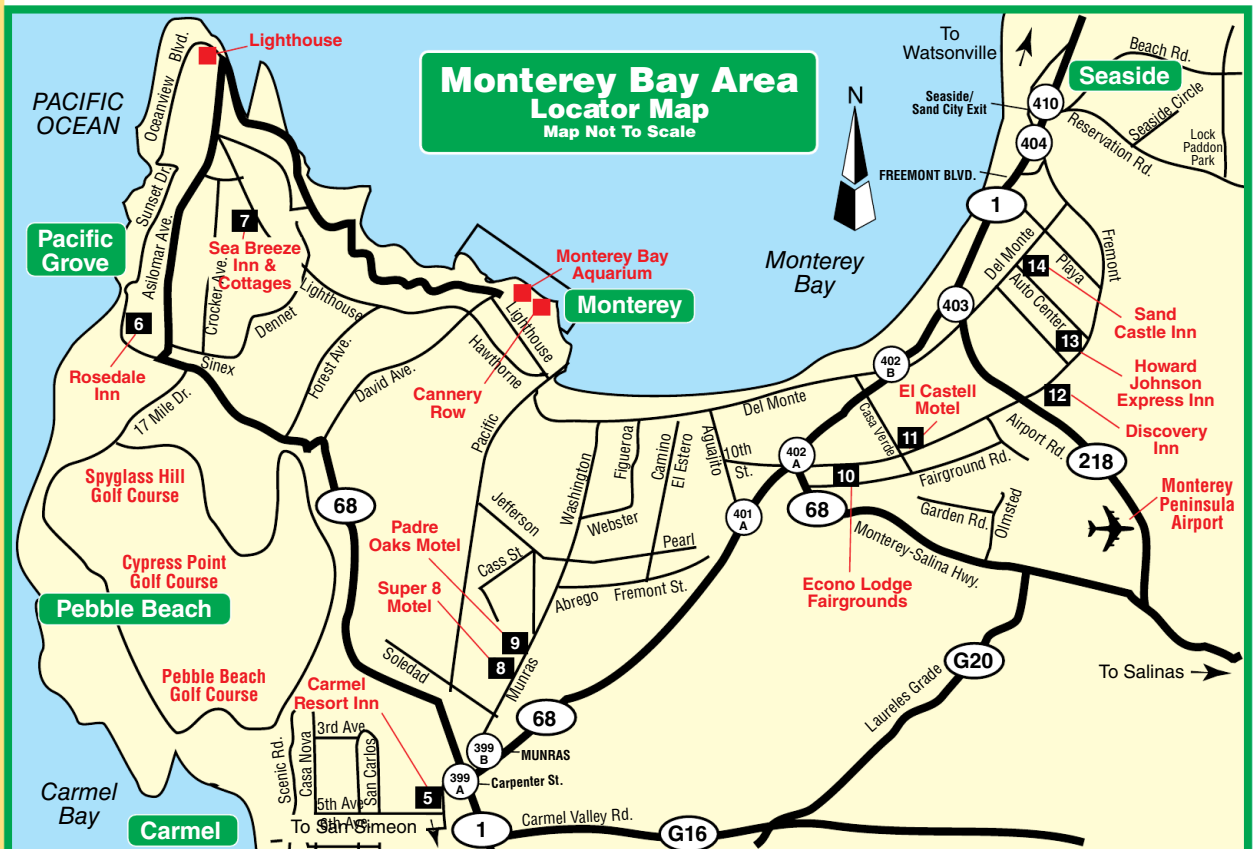 Monterey Bay Area
Locator Map
Map Not To Scale
Lighthouse
Oceanview Blvd.
PACIFIC
OCEAN
N
To
Watsonville
Beach Rd.
Seaside
410
Seaside/
Sand City Exit
Seaside Circle
Reservation Rd.
Lock
Paddon
Park
404
FREEMONT BLVD.
1
Sunset Dr.
Asilomar Ave.
7
Sea Breeze
Inn &
Cottages
Crocker Ave.
Pacific
Grove
Monterey Bay
Aquarium
Monterey
Monterey
Bay
Del Monte
Fremont
Playa
14
Auto Center
Sand
Castle Inn
403
13
Howard
Johnson
Express Inn
6
Rosedale
Inn
Lighthouse
Dennet
Sinex
Forest Ave.
David Ave.
Lighthouse
Hawthorne
Cannery
Row
402
B
El Castell
Motel
12
Discovery
Inn
17 Mile Dr.
Pacific
Del Monte
Casa Verde
11
Airport Rd.
218
Spyglass Hill
Golf Course
68
Washington
Figueroa
Camino
El Estero
Aguajito
10th
St.
402
A
10
Fairground Rd.
Monterey
Peninsula
Airport
Jefferson
Webster
401
A
68
Garden Rd.
Olmsted
Padre
Oaks Motel
Cass St.
Pearl
Monterey-Salina Hwy.
Cypress Point
Golf Course
Pebble Beach
Super 8
Motel
Abrego
Fremont St.
Econo Lodge
Fairgrounds
9
8
Munras
Soledad
G20
To Salinas
Laureles Grade
Pebble Beach
Golf Course
Carmel
Resort Inn
68
3rd Ave
Scenic Rd.
Casa Nova
San Carlos
399
B
MUNRAS
399
A
Carpenter St.
5
5th Ave
6th Ave.
To San Simeon
Carmel
Bay
Carmel
1
Carmel Valley Rd.
G16